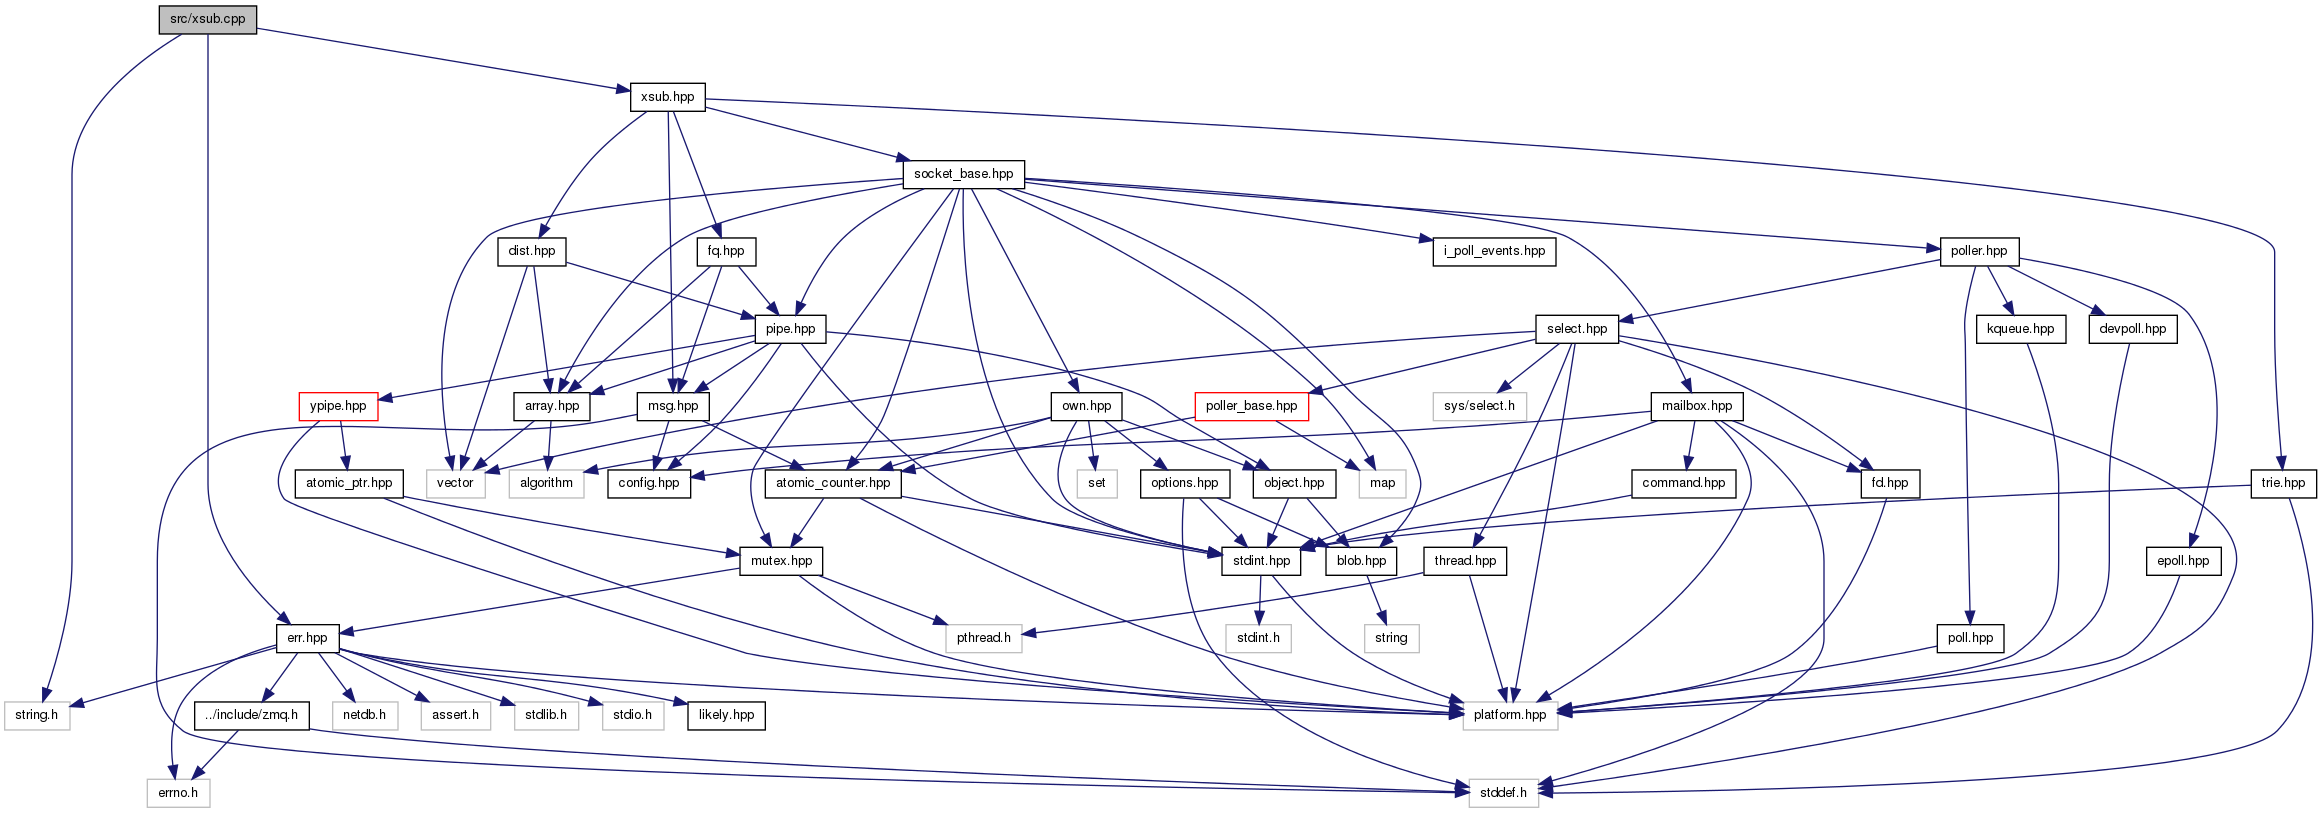 src/xsub.cpp
xsub.hpp
socket_base.hpp
dist.hpp
fq.hpp
i_poll_events.hpp
poller.hpp
pipe.hpp
select.hpp
kqueue.hpp
devpoll.hpp
ypipe.hpp
array.hpp
msg.hpp
own.hpp
poller_base.hpp
sys/select.h
mailbox.hpp
atomic_ptr.hpp
vector
algorithm
config.hpp
atomic_counter.hpp
set
options.hpp
object.hpp
map
command.hpp
fd.hpp
trie.hpp
mutex.hpp
stdint.hpp
blob.hpp
thread.hpp
epoll.hpp
err.hpp
pthread.h
stdint.h
string
poll.hpp
string.h
../include/zmq.h
netdb.h
assert.h
stdlib.h
stdio.h
likely.hpp
platform.hpp
errno.h
stddef.h